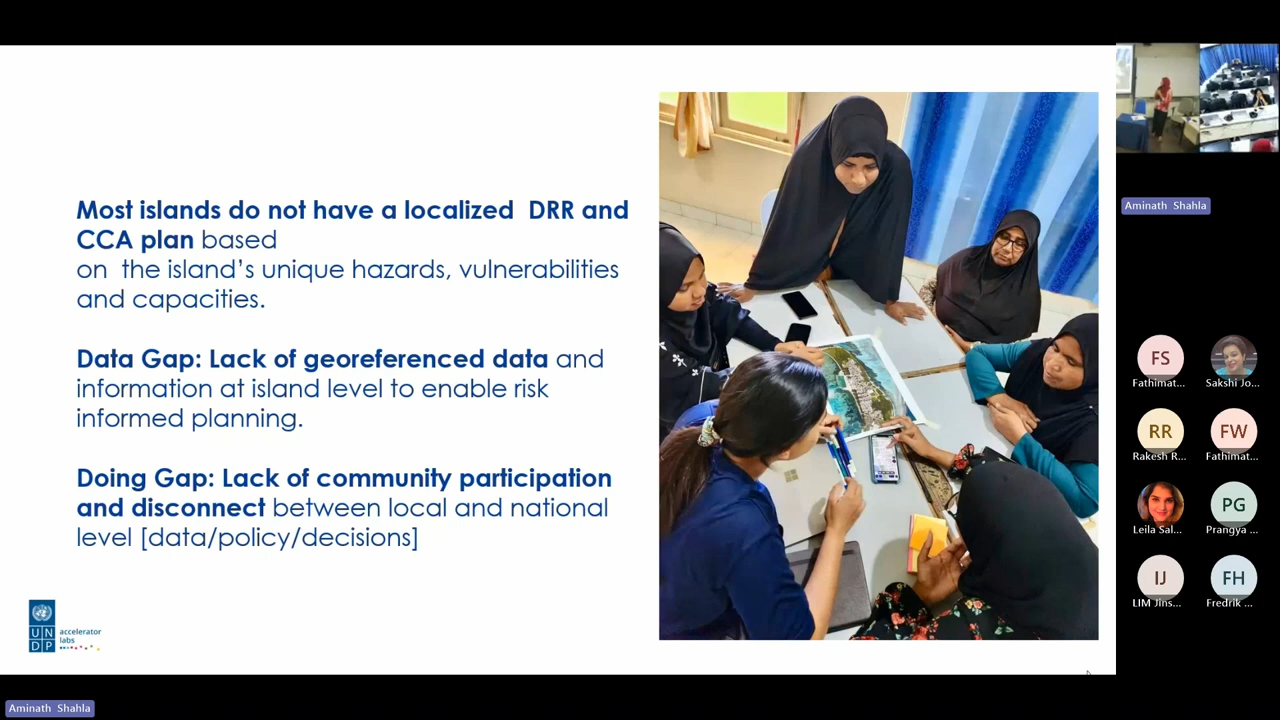 Most islands do not have a localized  DRR and
CCA plan based
on  the island's unique hazards, vulnerabilities
and capacities.
Data Gap: Lack of georeferenced data and
information at island level to enable risk
informed planning.
Doing Gap: Lack of community participation
and disconnect between local and national
level [data/policy/decisions]
U N
D P
accelerator
labs
Aminath  Shahla
Aminath  Shahla
FS
Fathimat...
Sakshi Jo...
RR
Rakesh R...
FW
Fathimat...
Leila Sal...
PG
Prangya ...
IJ
LIM Jins...
FH
Fredrik ...